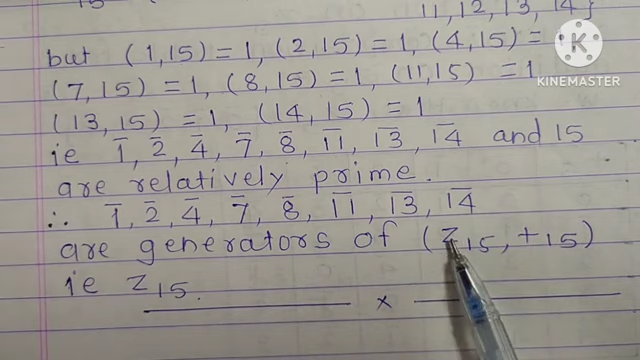 11, 12, 13, 14}
but (1,15) = 1, (2,15) = 1, (4,15) =
(7,15) = 1, (8,15) = 1, (11,15) = 1
(13,15) = 1, (14,15) = 1
ie 1̄, 2̄, 4̄, 7̄, 8̄, 1̄1̄, 1̄3̄, 1̄4̄ and 15
are relatively prime.
∴ 1̄, 2̄, 4̄, 7̄, 8̄, 1̄1̄, 1̄3̄, 1̄4̄
are generators of (Z₁₅, +₁₅)
ie Z₁₅.
x
KINEMASTER